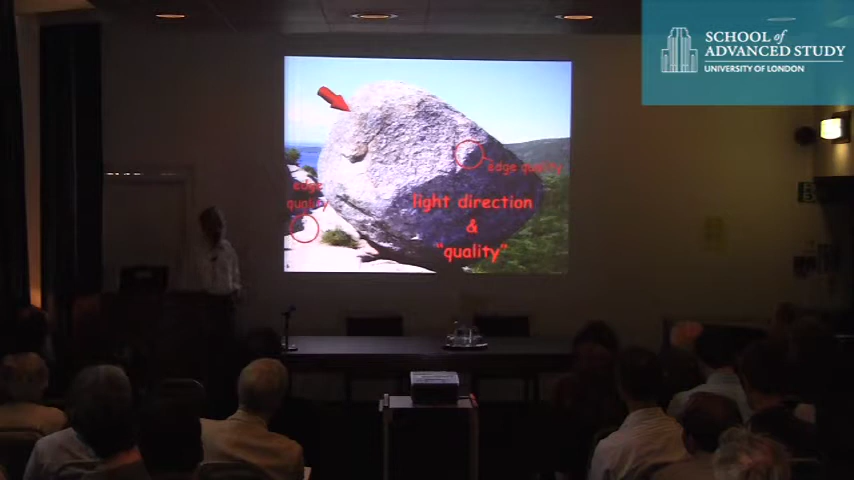 SCHOOL of
ADVANCED STUDY
UNIVERSITY OF LONDON
edge quality
edge
quality
light direction
&
"quality"